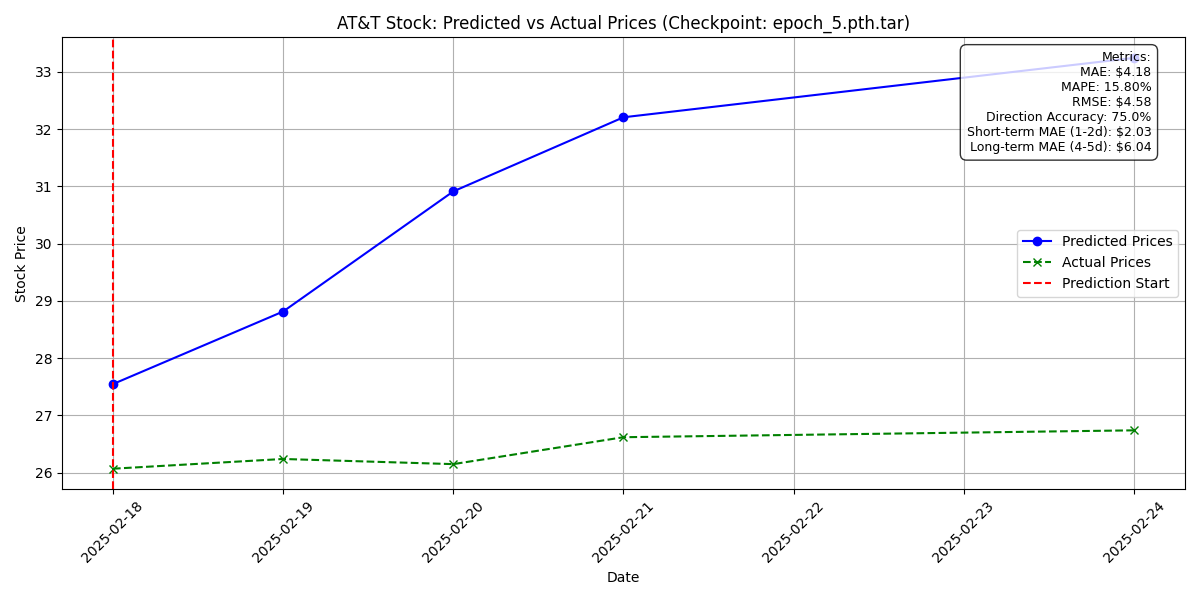 AT&T Stock: Predicted vs Actual Prices (Checkpoint: epoch_5.pth.tar)
Metrics:
MAE: $4.18
MAPE: 15.80%
RMSE: $4.58
Direction Accuracy: 75.0%
Short-term MAE (1-2d): $2.03
Long-term MAE (4-5d): $6.04
Predicted Prices
Actual Prices
Prediction Start
Stock Price
33
32
31
30
29
28
27
26
2025-02-18
2025-02-19
2025-02-20
2025-02-21
2025-02-22
2025-02-23
2025-02-24
Date